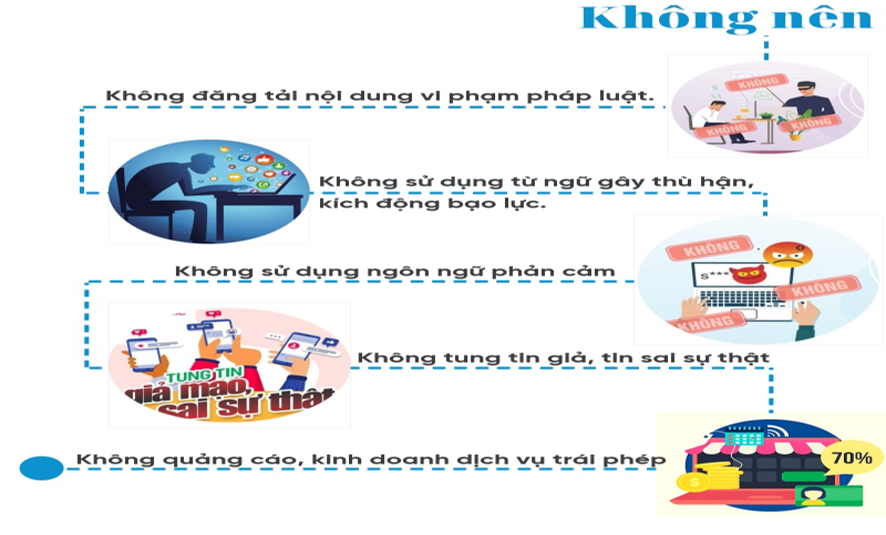 Không nên
KHÔNG
KHÔNG
KHÔNG
Không đăng tải nội dung vi phạm pháp luật.
Không sử dụng từ ngữ gây thù hận,
kích động bạo lực.
KHÔNG
S***
KHÔNG
KHÔNG
Không sử dụng ngôn ngữ phản cảm
TUNG TIN
giả mạo,
sai sự thật
Không tung tin giả, tin sai sự thật
70%
$
Không quảng cáo, kinh doanh dịch vụ trái phép